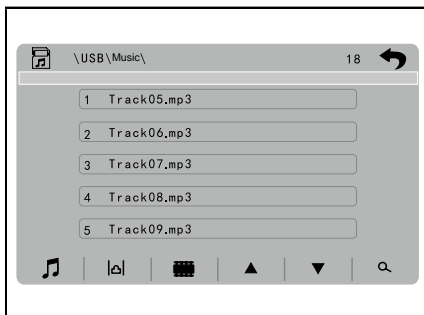 \USB\Music\ 18
1 Track05.mp3
2 Track06.mp3
3 Track07.mp3
4 Track08.mp3
5 Track09.mp3